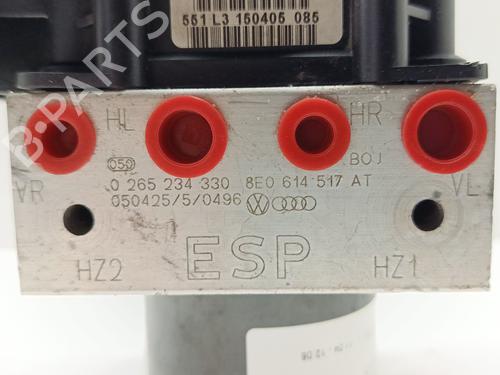 551 L3 150405 085
B-PARTS
HL
HR
050
BOJ
VR
0 265 234 330 8E0 614 517 AT
VL
050425/5/0496
HZ2
ESP
HZ1